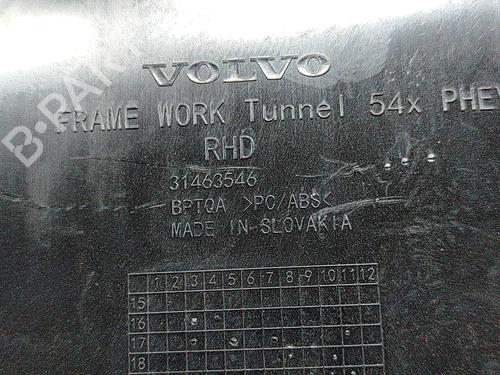 VOLVO
FRAME WORK Tunnel 54x PHEV
RHD
31463546
BPTQA >PC/ABS<
MADE IN SLOVAKIA
1 2 3 4 5 6 7 8 9 10 11 12
15
16
17
18
B-PARTS